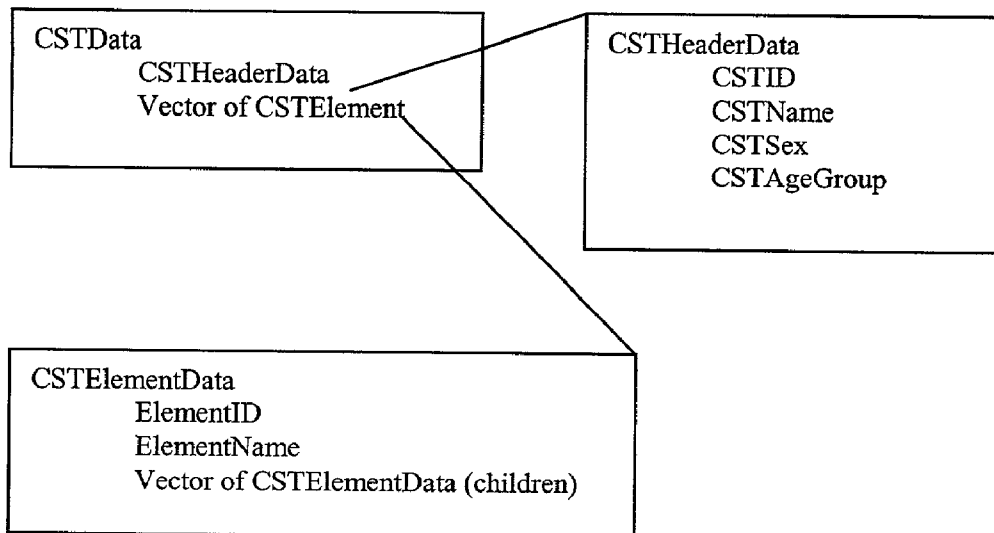 CSTData
CSTHeaderData
Vector of CSTElement
CSTHeaderData
CSTID
CSTName
CSTSex
CSTAgeGroup
CSTElementData
ElementID
ElementName
Vector of CSTElementData (children)